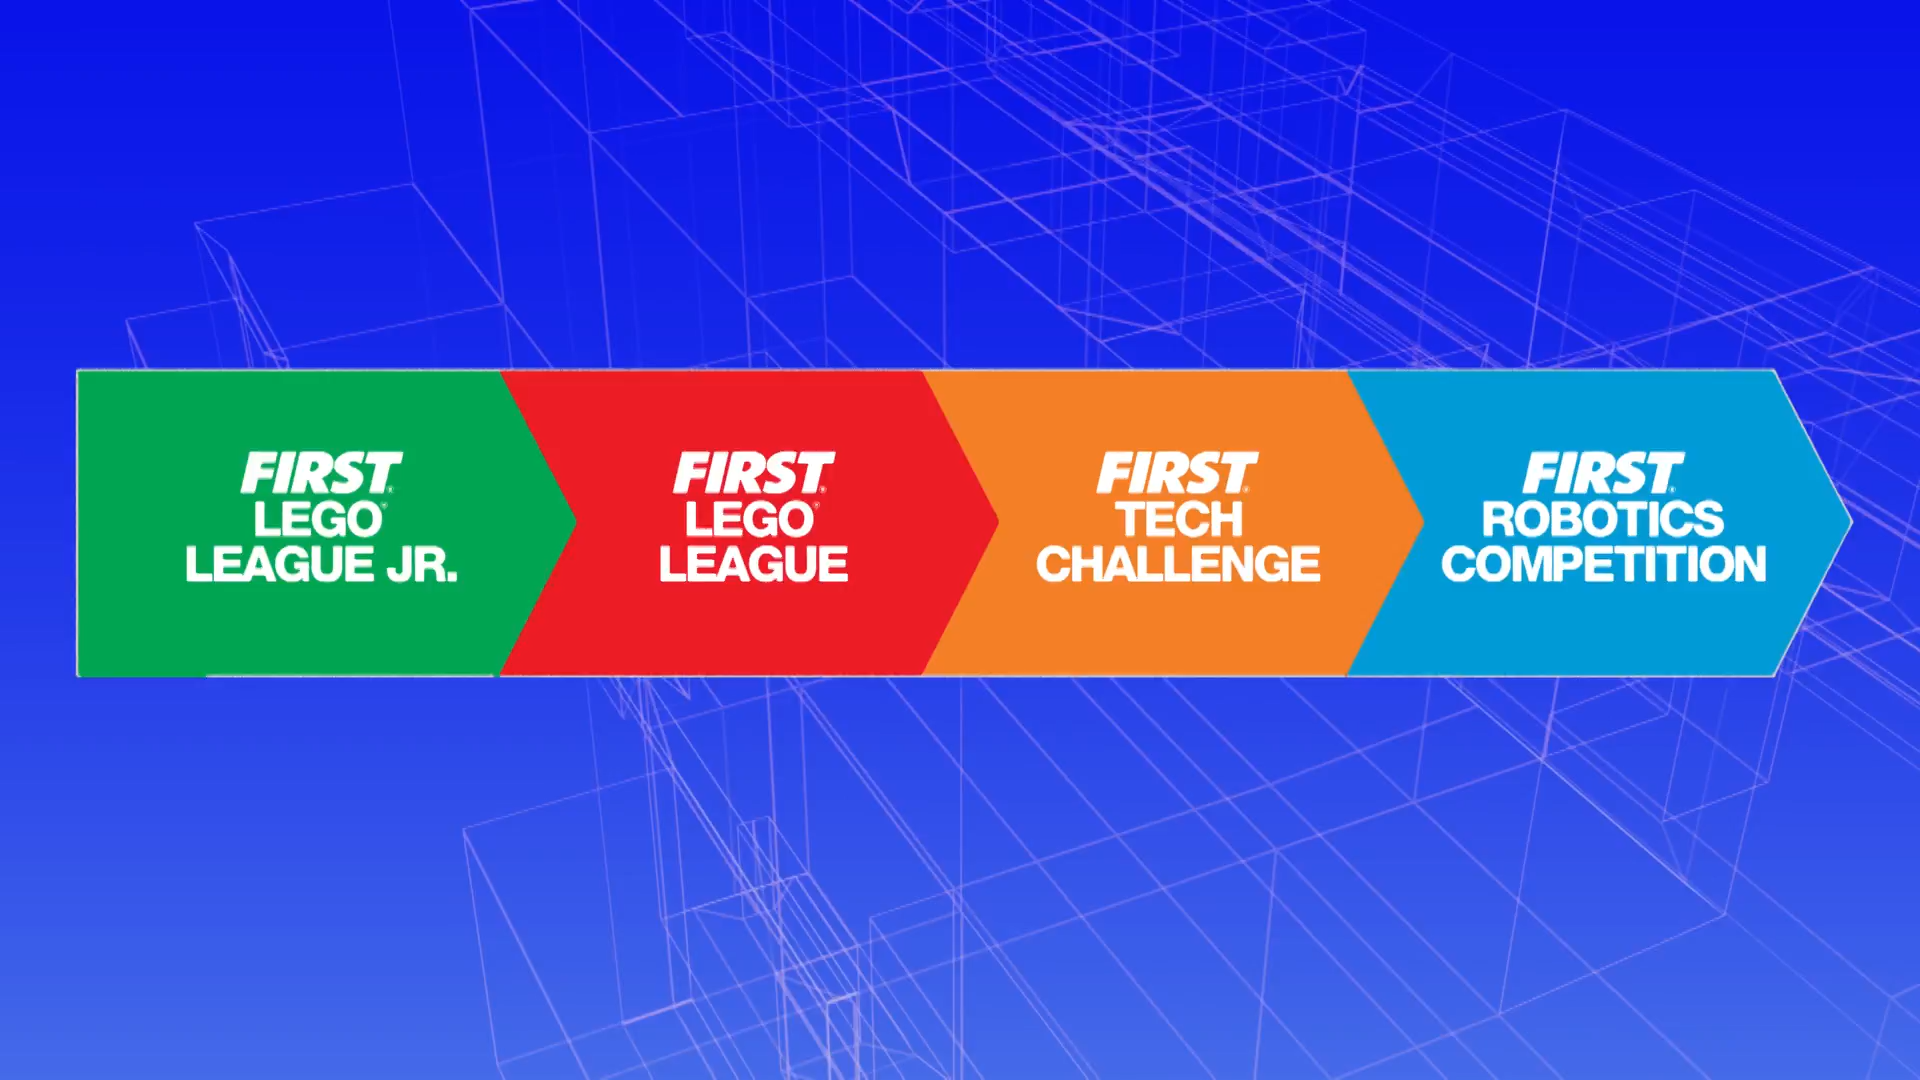 FIRST®
LEGO®
LEAGUE JR.
FIRST®
LEGO®
LEAGUE
FIRST®
TECH
CHALLENGE
FIRST®
ROBOTICS
COMPETITION